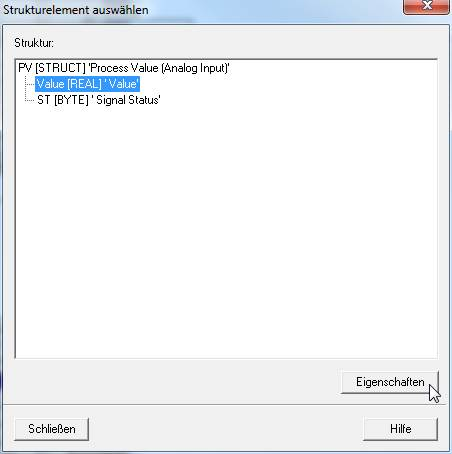 Strukturelement auswählen
Struktur:
PV [STRUCT] 'Process Value (Analog Input)'
Value [REAL] ' Value'
ST [BYTE] ' Signal Status'
Eigenschaften
Schließen
Hilfe